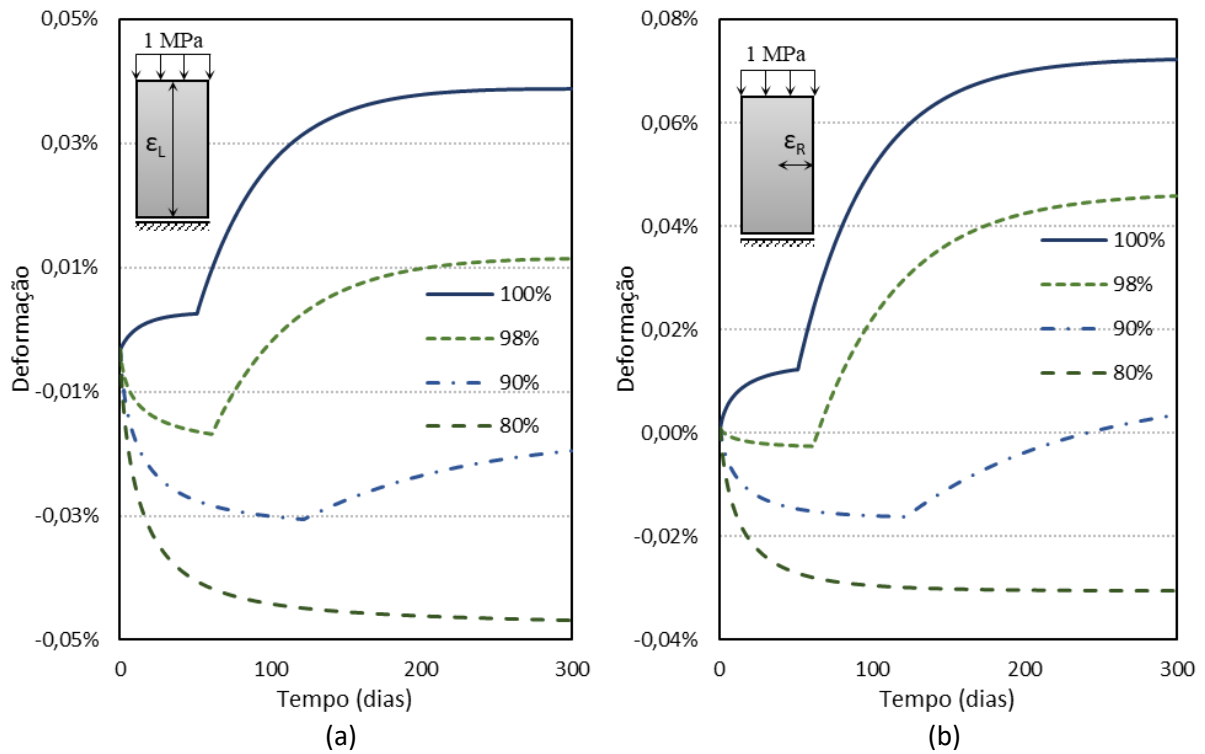 0,05%
0,03%
0,01%
-0,01%
-0,03%
-0,05%
Deformação
1 MPa
εL
100%
98%
90%
80%
0
100
200
300
Tempo (dias)
(a)
0,08%
0,06%
0,04%
0,02%
0,00%
-0,02%
-0,04%
Deformação
1 MPa
εR
100%
98%
90%
80%
0
100
200
300
Tempo (dias)
(b)